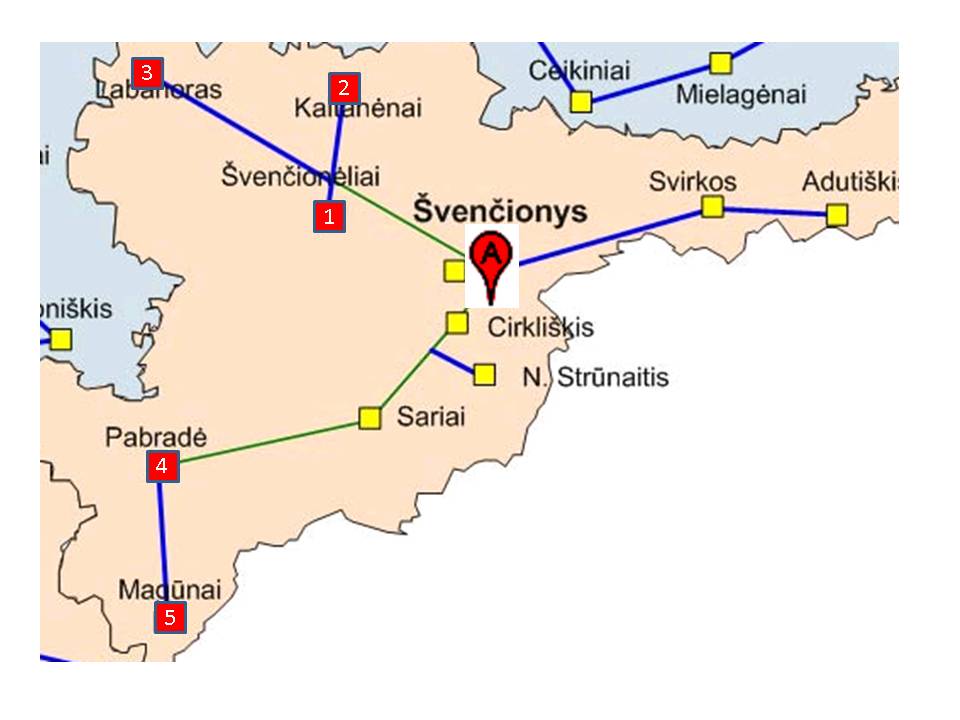 Ceikiniai
3
2
Labanoras
Mielagėnai
Kaltanėnai
Švenčionėliai
Svirkos
Adutiškis
1
Švenčionys
A
oniškis
Cirkliškis
N. Strūnaitis
Sariai
Pabradė
4
Magūnai
5